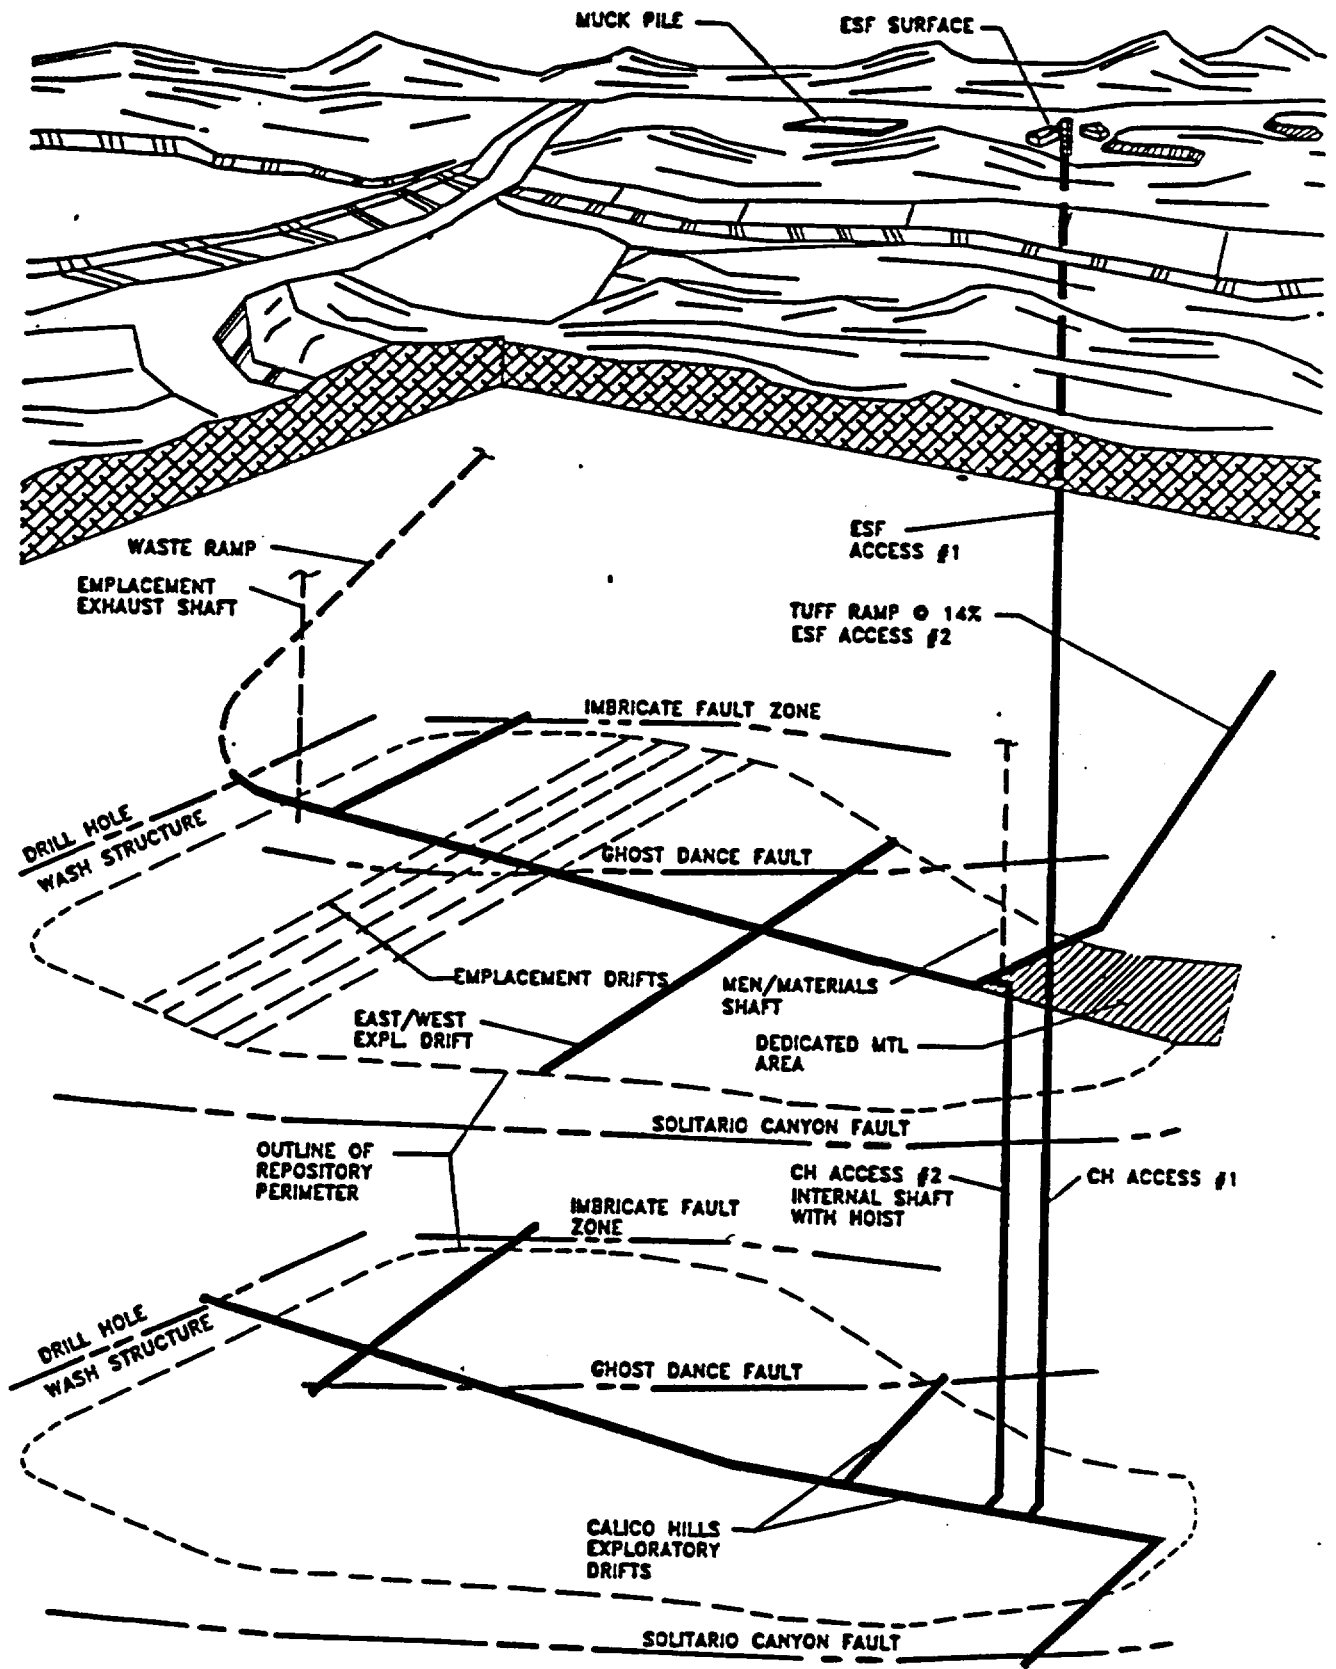 MUCK PILE
ESF SURFACE
WASTE RAMP
EMPLACEMENT
EXHAUST SHAFT
ESF
ACCESS #1
TUFF RAMP @ 14%
ESF ACCESS #2
IMBRICATE FAULT ZONE
DRILL HOLE
WASH STRUCTURE
GHOST DANCE FAULT
EMPLACEMENT DRIFTS
MEN/MATERIALS
SHAFT
EAST/WEST
EXPL. DRIFT
DEDICATED MTL
AREA
SOLITARIO CANYON FAULT
OUTLINE OF
REPOSITORY
PERIMETER
CH ACCESS #2
INTERNAL SHAFT
WITH HOIST
CH ACCESS #1
IMBRICATE FAULT
ZONE
DRILL HOLE
WASH STRUCTURE
GHOST DANCE FAULT
CALICO HILLS
EXPLORATORY
DRIFTS
SOLITARIO CANYON FAULT